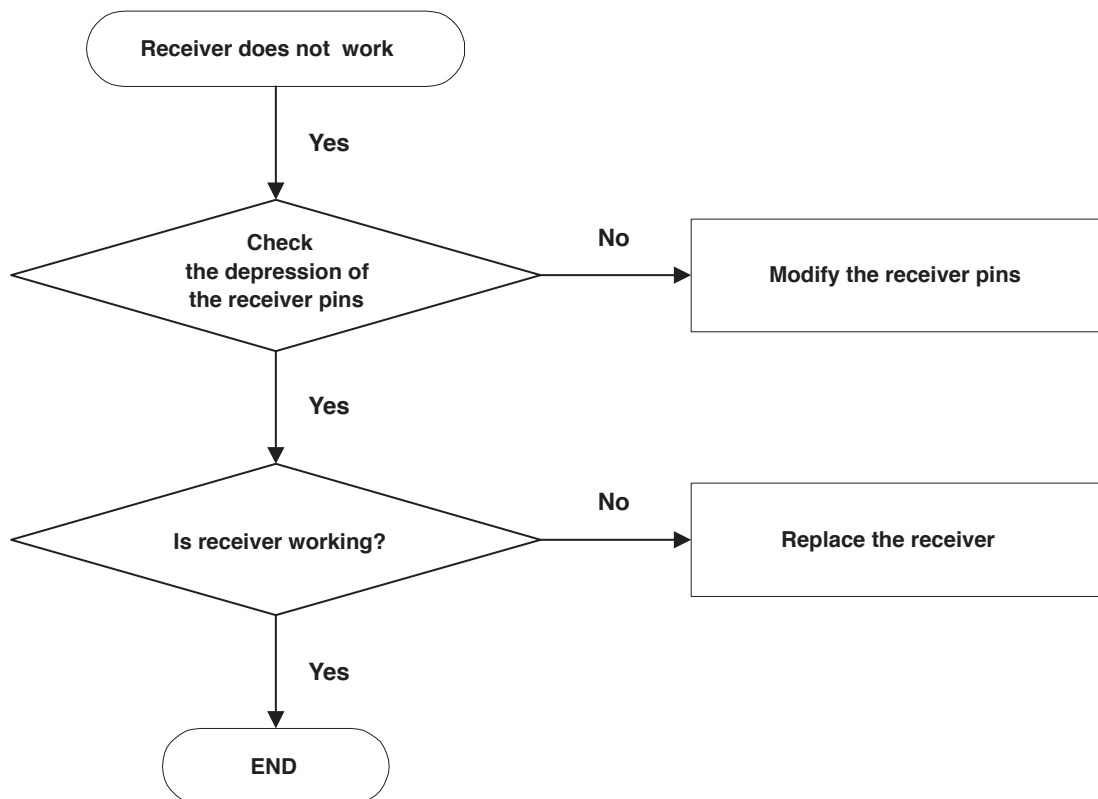 Receiver does not work
Yes
Check
the depression of
the receiver pins
No
Modify the receiver pins
Yes
Is receiver working?
No
Replace the receiver
Yes
END